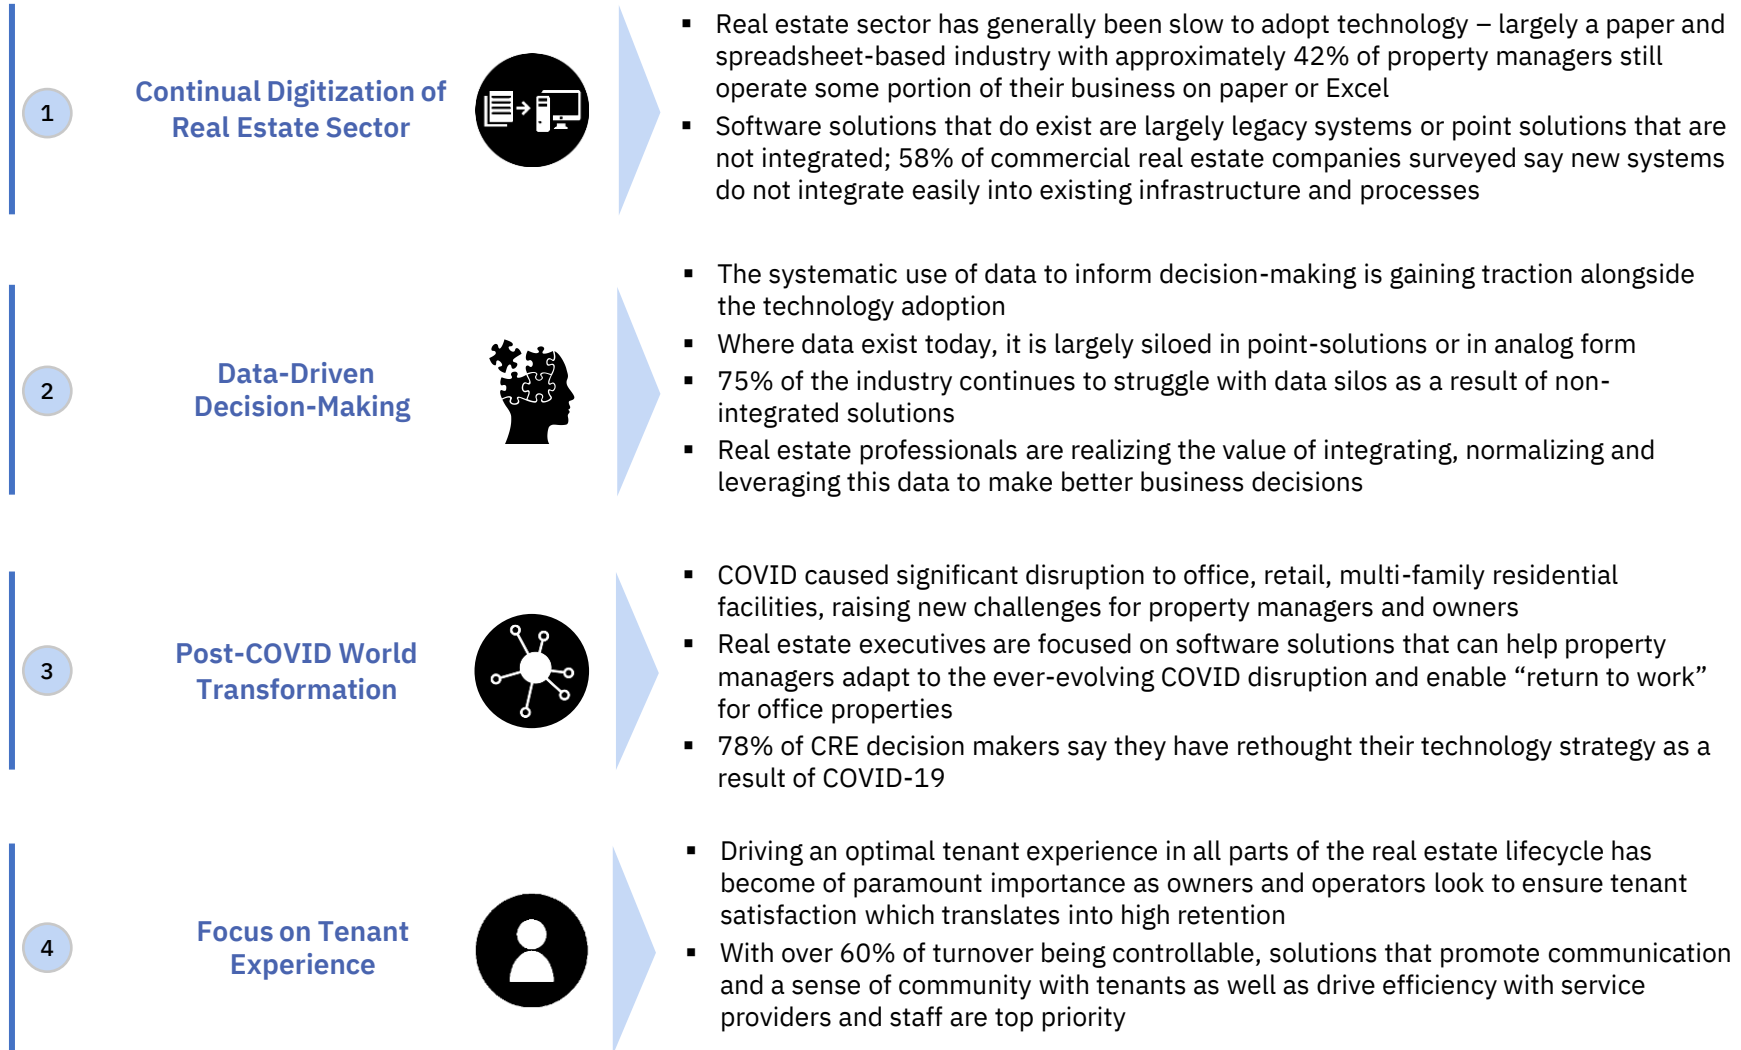 1
Continual Digitization of
Real Estate Sector
▪ Real estate sector has generally been slow to adopt technology – largely a paper and
spreadsheet-based industry with approximately 42% of property managers still
operate some portion of their business on paper or Excel
▪ Software solutions that do exist are largely legacy systems or point solutions that are
not integrated; 58% of commercial real estate companies surveyed say new systems
do not integrate easily into existing infrastructure and processes
2
Data-Driven
Decision-Making
▪ The systematic use of data to inform decision-making is gaining traction alongside
the technology adoption
▪ Where data exist today, it is largely siloed in point-solutions or in analog form
▪ 75% of the industry continues to struggle with data silos as a result of non-
integrated solutions
▪ Real estate professionals are realizing the value of integrating, normalizing and
leveraging this data to make better business decisions
3
Post-COVID World
Transformation
▪ COVID caused significant disruption to office, retail, multi-family residential
facilities, raising new challenges for property managers and owners
▪ Real estate executives are focused on software solutions that can help property
managers adapt to the ever-evolving COVID disruption and enable “return to work”
for office properties
▪ 78% of CRE decision makers say they have rethought their technology strategy as a
result of COVID-19
4
Focus on Tenant
Experience
▪ Driving an optimal tenant experience in all parts of the real estate lifecycle has
become of paramount importance as owners and operators look to ensure tenant
satisfaction which translates into high retention
▪ With over 60% of turnover being controllable, solutions that promote communication
and a sense of community with tenants as well as drive efficiency with service
providers and staff are top priority